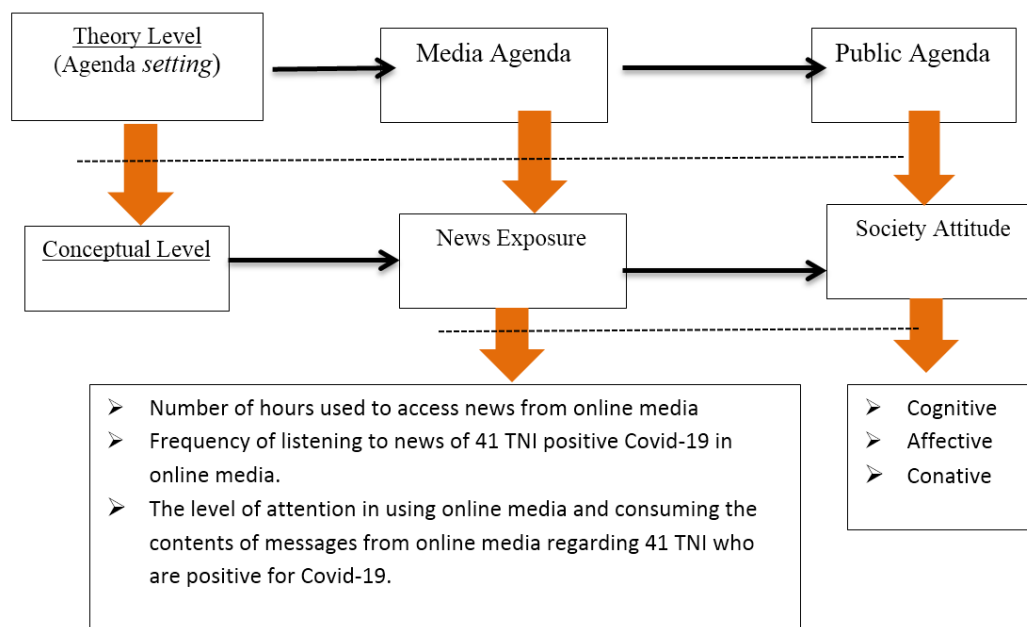 Theory Level
(Agenda setting)
Media Agenda
Public Agenda
Conceptual Level
News Exposure
Society Attitude
➢ Number of hours used to access news from online media
➢ Frequency of listening to news of 41 TNI positive Covid-19 in
online media.
➢ The level of attention in using online media and consuming the
contents of messages from online media regarding 41 TNI who
are positive for Covid-19.
➢ Cognitive
➢ Affective
➢ Conative